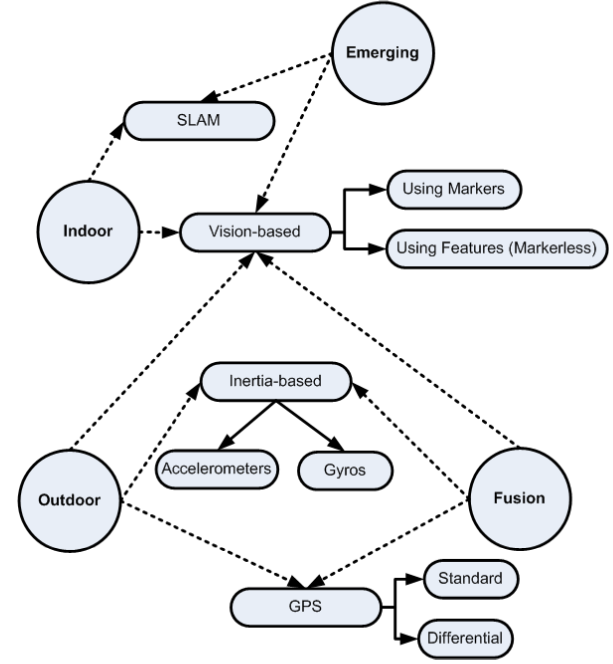 Emerging
SLAM
Using Markers
Indoor
Vision-based
Using Features (Markerless)
Inertia-based
Accelerometers
Gyros
Outdoor
Fusion
Standard
GPS
Differential